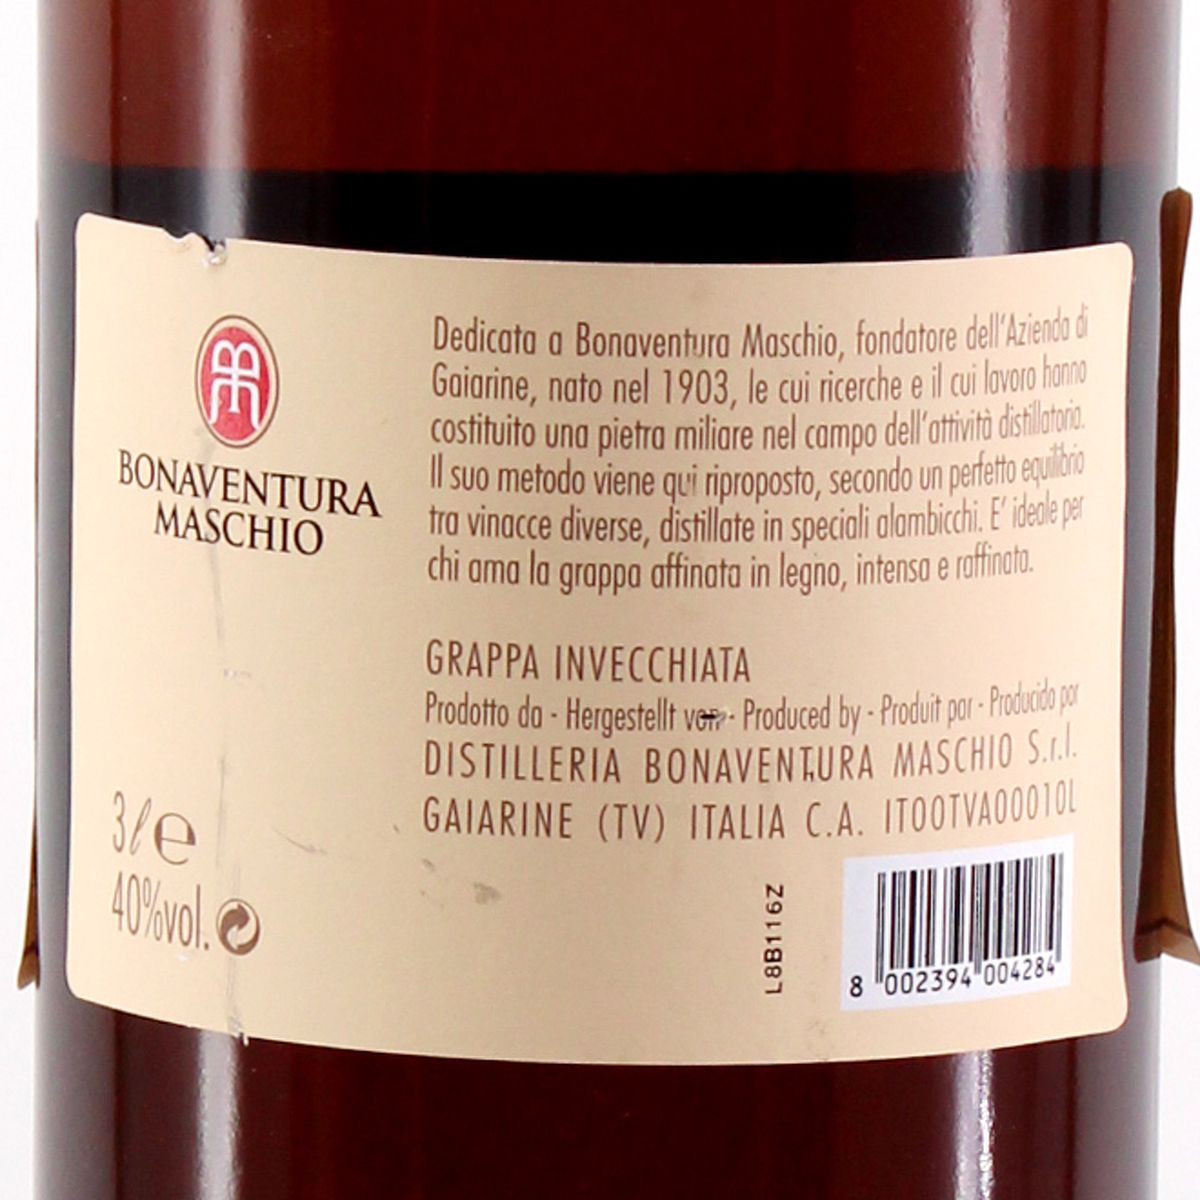 BONAVENTURA
MASCHIO
Dedicata a Bonaventura Maschio, fondatore dell'Azienda di
Gaiarine, nato nel 1903, le cui ricerche e il cui lavoro hanno
costituito una pietra miliare nel campo dell'attività distillatoria.
Il suo metodo viene qui riproposto, secondo un perfetto equilibrio
tra vinacce diverse, distillate in speciali alambicchi. E' ideale per
chi ama la grappa affinata in legno, intensa e raffinata.
GRAPPA INVECCHIATA
Prodotto da - Hergestellt von - Produced by - Produit par - Producido por
DISTILLERIA BONAVENTURA MASCHIO S.r.l.
GAIARINE (TV) ITALIA C.A. IT00TVA00010L
3 ℓ e
40%vol.
L8B116Z
8 002394 004284